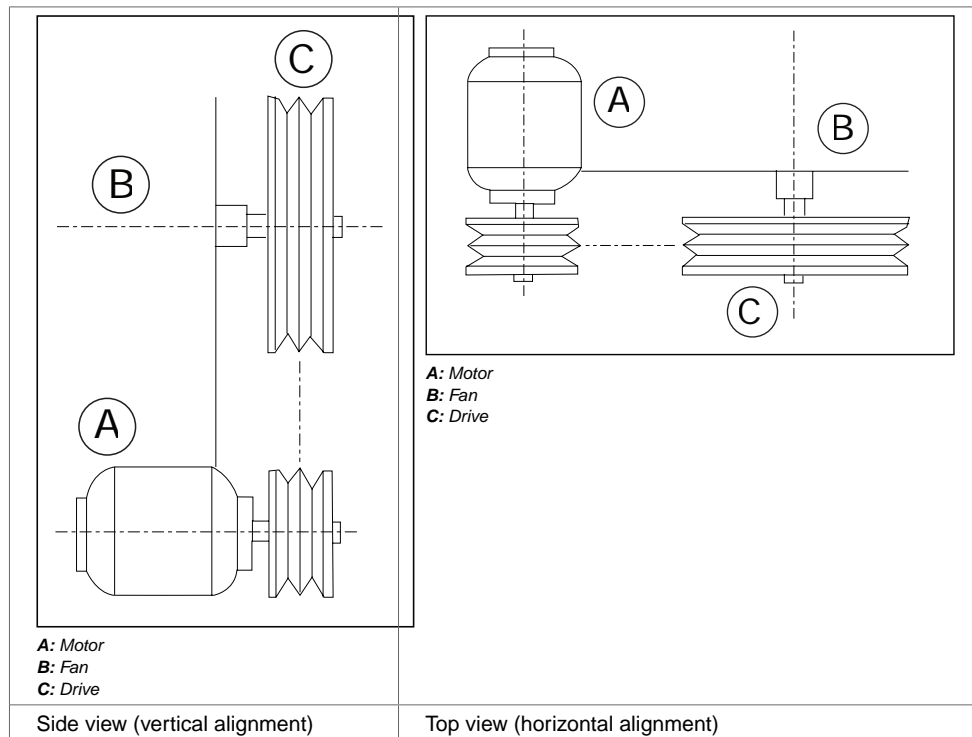 C
B
A
A: Motor
B: Fan
C: Drive
Side view (vertical alignment)
A
B
C
A: Motor
B: Fan
C: Drive
Top view (horizontal alignment)